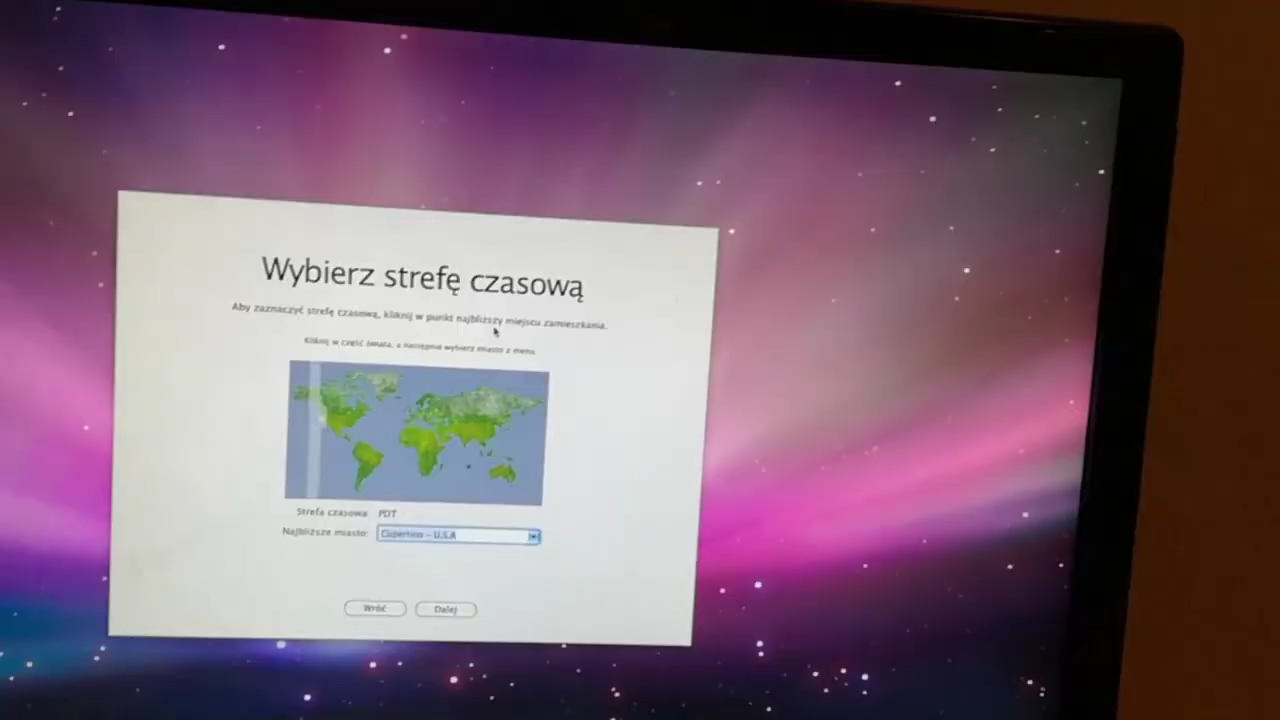 Wybierz strefę czasową
Aby zaznaczyć strefę czasową, kliknij w punkt najbliższy miejscu zamieszkania.
Kliknij w część świata, a następnie wybierz miasto z menu
Strefa czasowa: PDT
Najbliższe miasto: Cupertino - U.S.A
Wróć Dalej